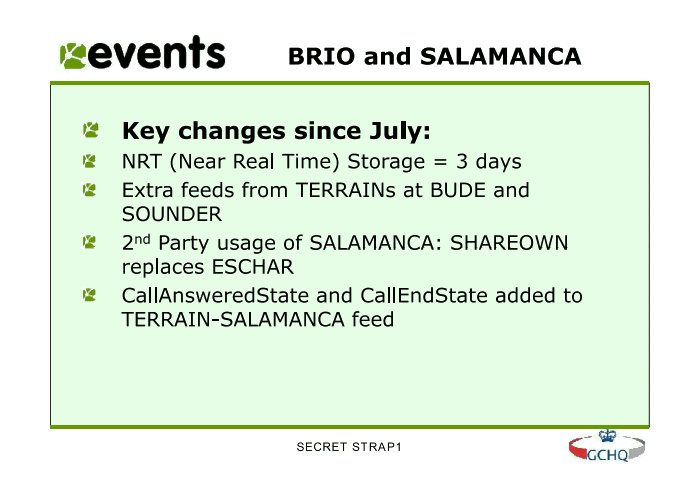 events
BRIO and SALAMANCA
Key changes since July:
NRT (Near Real Time) Storage = 3 days
Extra feeds from TERRAINs at BUDE and
SOUNDER
2nd Party usage of SALAMANCA: SHAREOWN
replaces ESCHAR
CallAnsweredState and CallEndState added to
TERRAIN-SALAMANCA feed
SECRET STRAP1
GCHQ